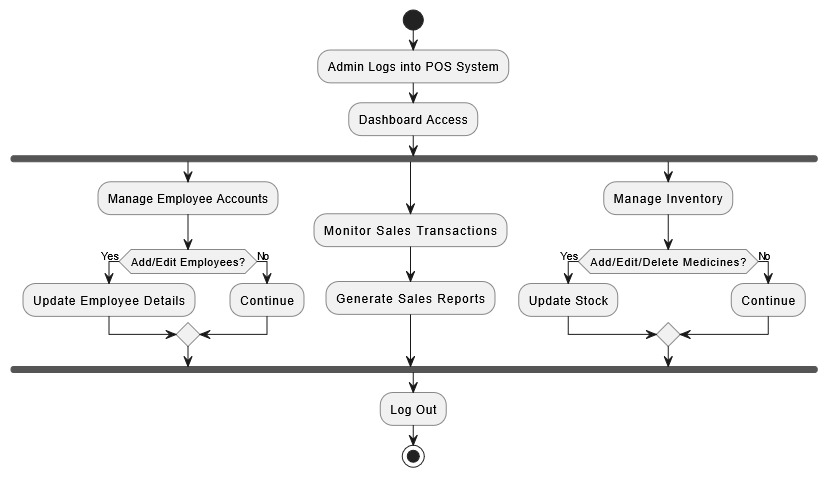 Admin Logs into POS System
Dashboard Access
Manage Employee Accounts
Add/Edit Employees?
Yes
No
Update Employee Details
Continue
Monitor Sales Transactions
Generate Sales Reports
Manage Inventory
Add/Edit/Delete Medicines?
Yes
No
Update Stock
Continue
Log Out